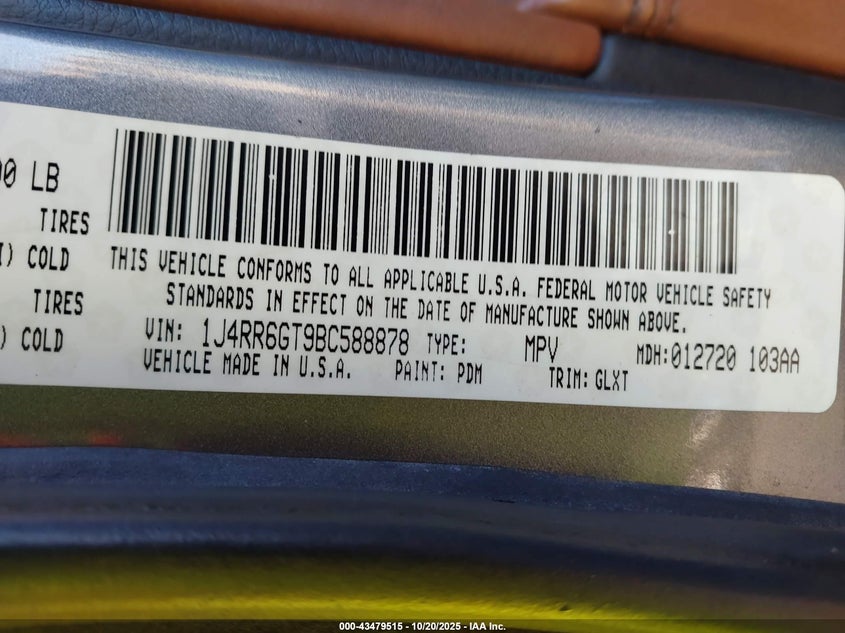 00 LB
TIRES
I) COLD
TIRES
) COLD
THIS VEHICLE CONFORMS TO ALL APPLICABLE U.S.A. FEDERAL MOTOR VEHICLE SAFETY
STANDARDS IN EFFECT ON THE DATE OF MANUFACTURE SHOWN ABOVE.
VIN: 1J4RR6GT9BC588878 TYPE: MPV MDH:012720 103AA
VEHICLE MADE IN U.S.A. PAINT: PDM TRIM: GLXT
000-43479515 - 10/20/2025 - IAA Inc.